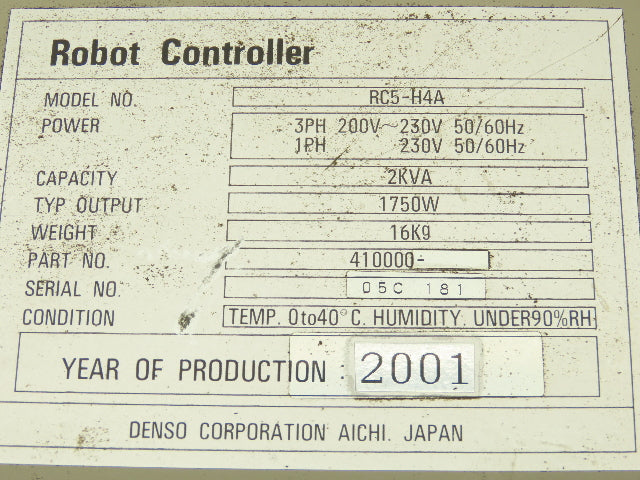 Robot Controller
MODEL NO. RC5-H4A
POWER 3PH 200V~230V 50/60Hz
1PH 230V 50/60Hz
CAPACITY 2KVA
TYP OUTPUT 1750W
WEIGHT 16Kg
PART NO. 410000-
SERIAL NO. 05C 181
CONDITION TEMP. 0to40°C. HUMIDITY. UNDER90%RH
YEAR OF PRODUCTION : 2001
DENSO CORPORATION AICHI. JAPAN